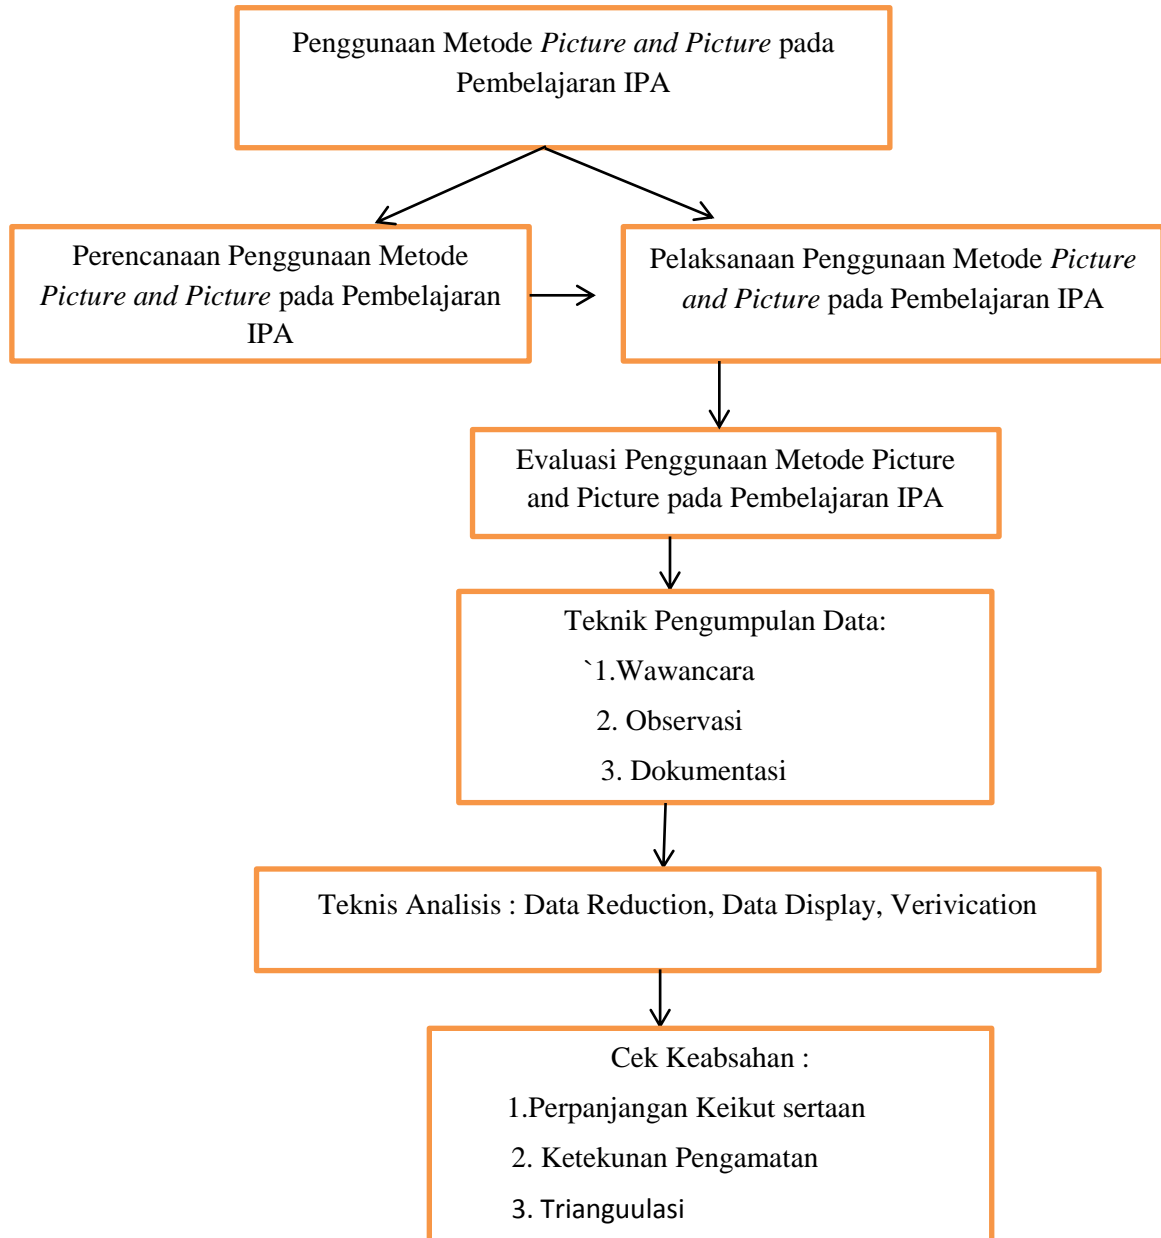 Penggunaan Metode Picture and Picture pada
Pembelajaran IPA
Perencanaan Penggunaan Metode
Picture and Picture pada Pembelajaran
IPA
Pelaksanaan Penggunaan Metode Picture
and Picture pada Pembelajaran IPA
Evaluasi Penggunaan Metode Picture
and Picture pada Pembelajaran IPA
Teknik Pengumpulan Data:
`1.Wawancara
2. Observasi
3. Dokumentasi
Teknis Analisis : Data Reduction, Data Display, Verivication
Cek Keabsahan :
1.Perpanjangan Keikut sertaan
2. Ketekunan Pengamatan
3. Trianguulasi